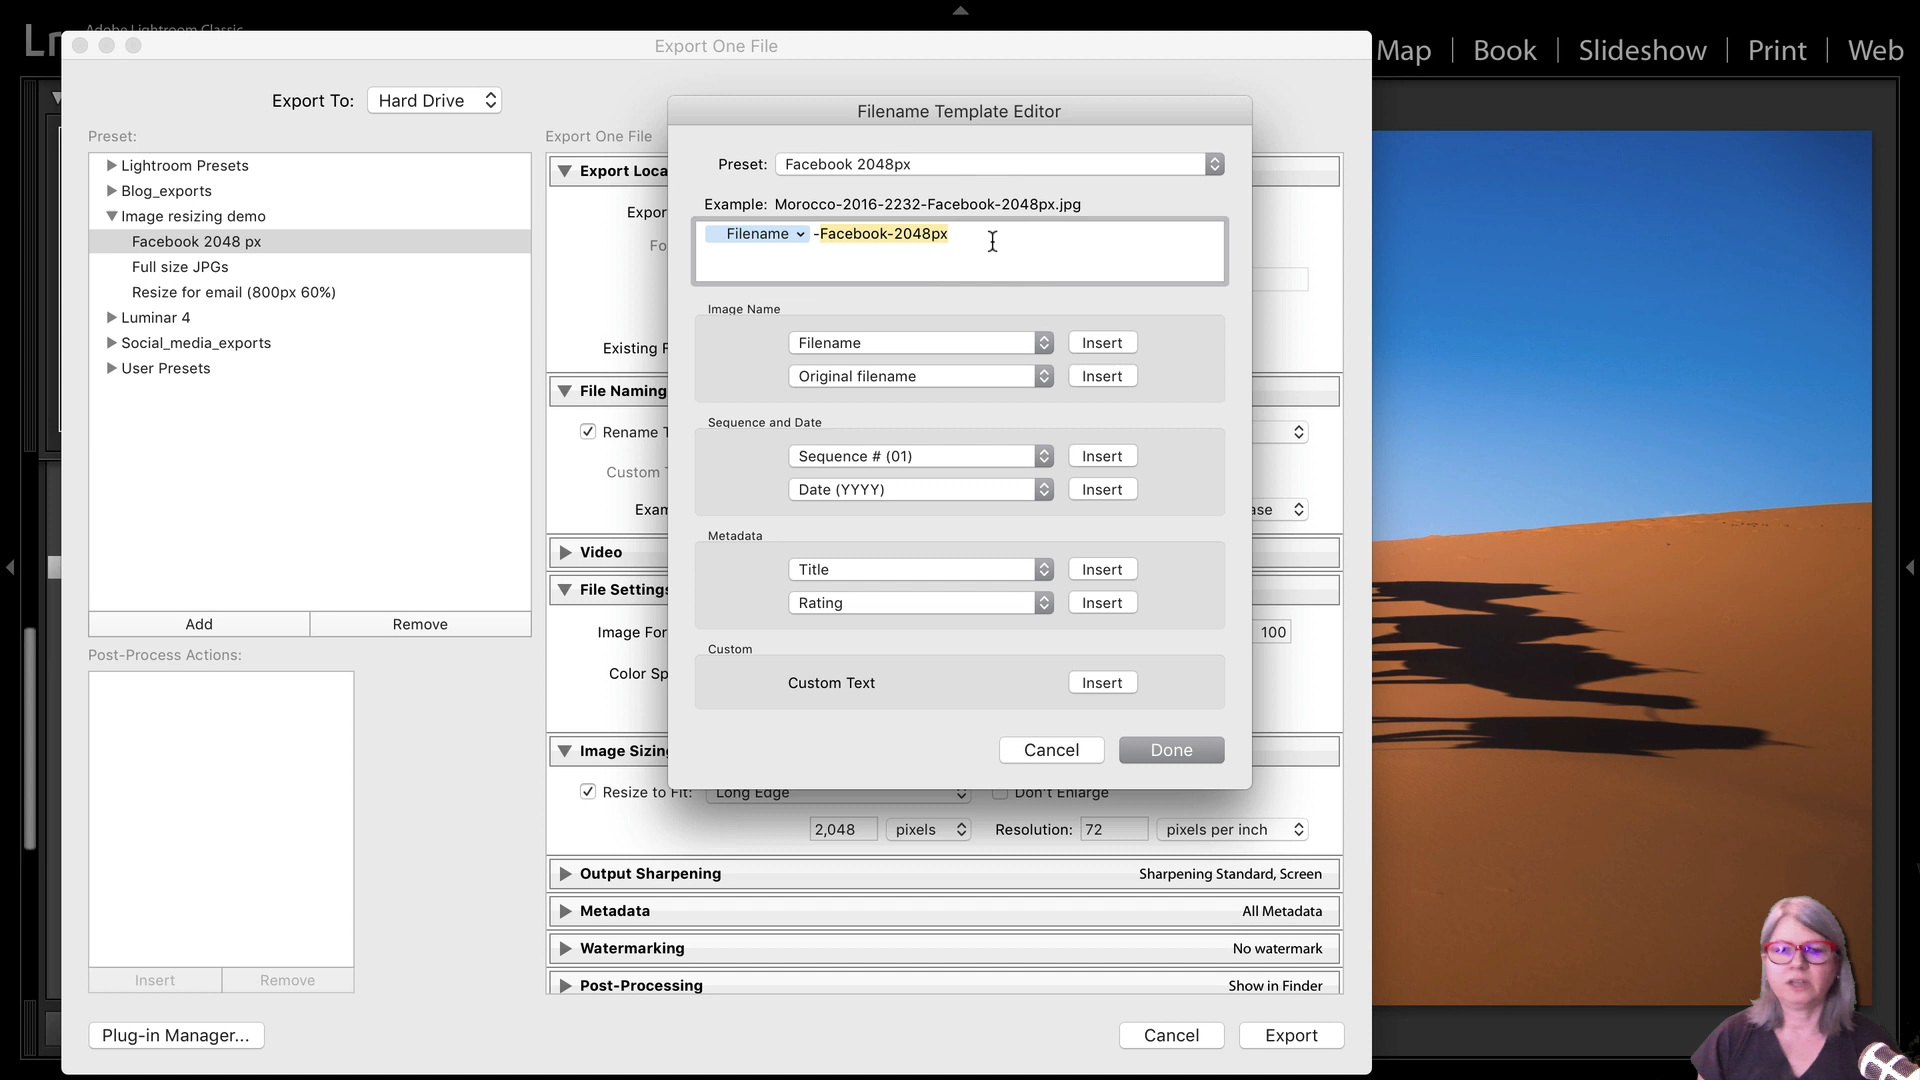 Lr
Adobe Lightroom Classic
Map | Book | Slideshow | Print | Web
Export One File
Export To: Hard Drive
Preset:
Lightroom Presets
Blog_exports
Image resizing demo
Facebook 2048 px
Full size JPGs
Resize for email (800px 60%)
Luminar 4
Social_media_exports
User Presets
Add
Remove
Post-Process Actions:
Insert
Remove
Plug-in Manager...
Export One File
Export Loca
Expor
Fo
Existing F
File Naming
Rename T
Custom T
Exam
ase
Video
File Settings
Image For
100
Color Sp
Image Sizin
Resize to Fit: Long Edge
Don't Enlarge
2,048 pixels Resolution: 72 pixels per inch
Output Sharpening Sharpening Standard, Screen
Metadata All Metadata
Watermarking No watermark
Post-Processing Show in Finder
Cancel
Export
Filename Template Editor
Preset: Facebook 2048px
Example: Morocco-2016-2232-Facebook-2048px.jpg
Filename -Facebook-2048px
Image Name
Filename Insert
Original filename Insert
Sequence and Date
Sequence # (01) Insert
Date (YYYY) Insert
Metadata
Title Insert
Rating Insert
Custom
Custom Text Insert
Cancel
Done